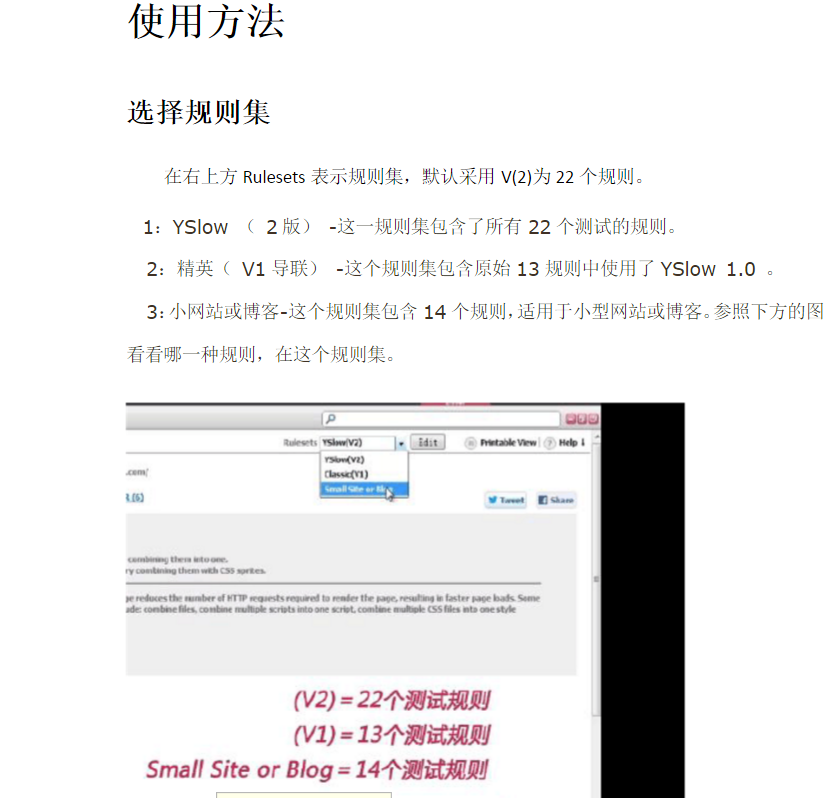 使用方法
选择规则集
在右上方 Rulesets 表示规则集，默认采用 V(2)为 22 个规则。
1：YSlow （ 2 版） -这一规则集包含了所有 22 个测试的规则。
2：精英（ V1 导联） -这个规则集包含原始 13 规则中使用了 YSlow 1.0 。
3：小网站或博客-这个规则集包含 14 个规则，适用于小型网站或博客。参照下方的图
看看哪一种规则，在这个规则集。
Rulesets YSlow(V2) Edit Printable View Help
YSlow(V2)
Classic(V1)
Small Site or
.com/
(6)
Tweet Share
combining them into one.
ry combining them with CSS sprites.
ge reduces the number of HTTP requests required to render the page, resulting in faster page loads. Some
ude: combine files, combine multiple scripts into one script, combine multiple CSS files into one style
(V2)=22个测试规则
(V1)=13个测试规则
Small Site or Blog=14个测试规则